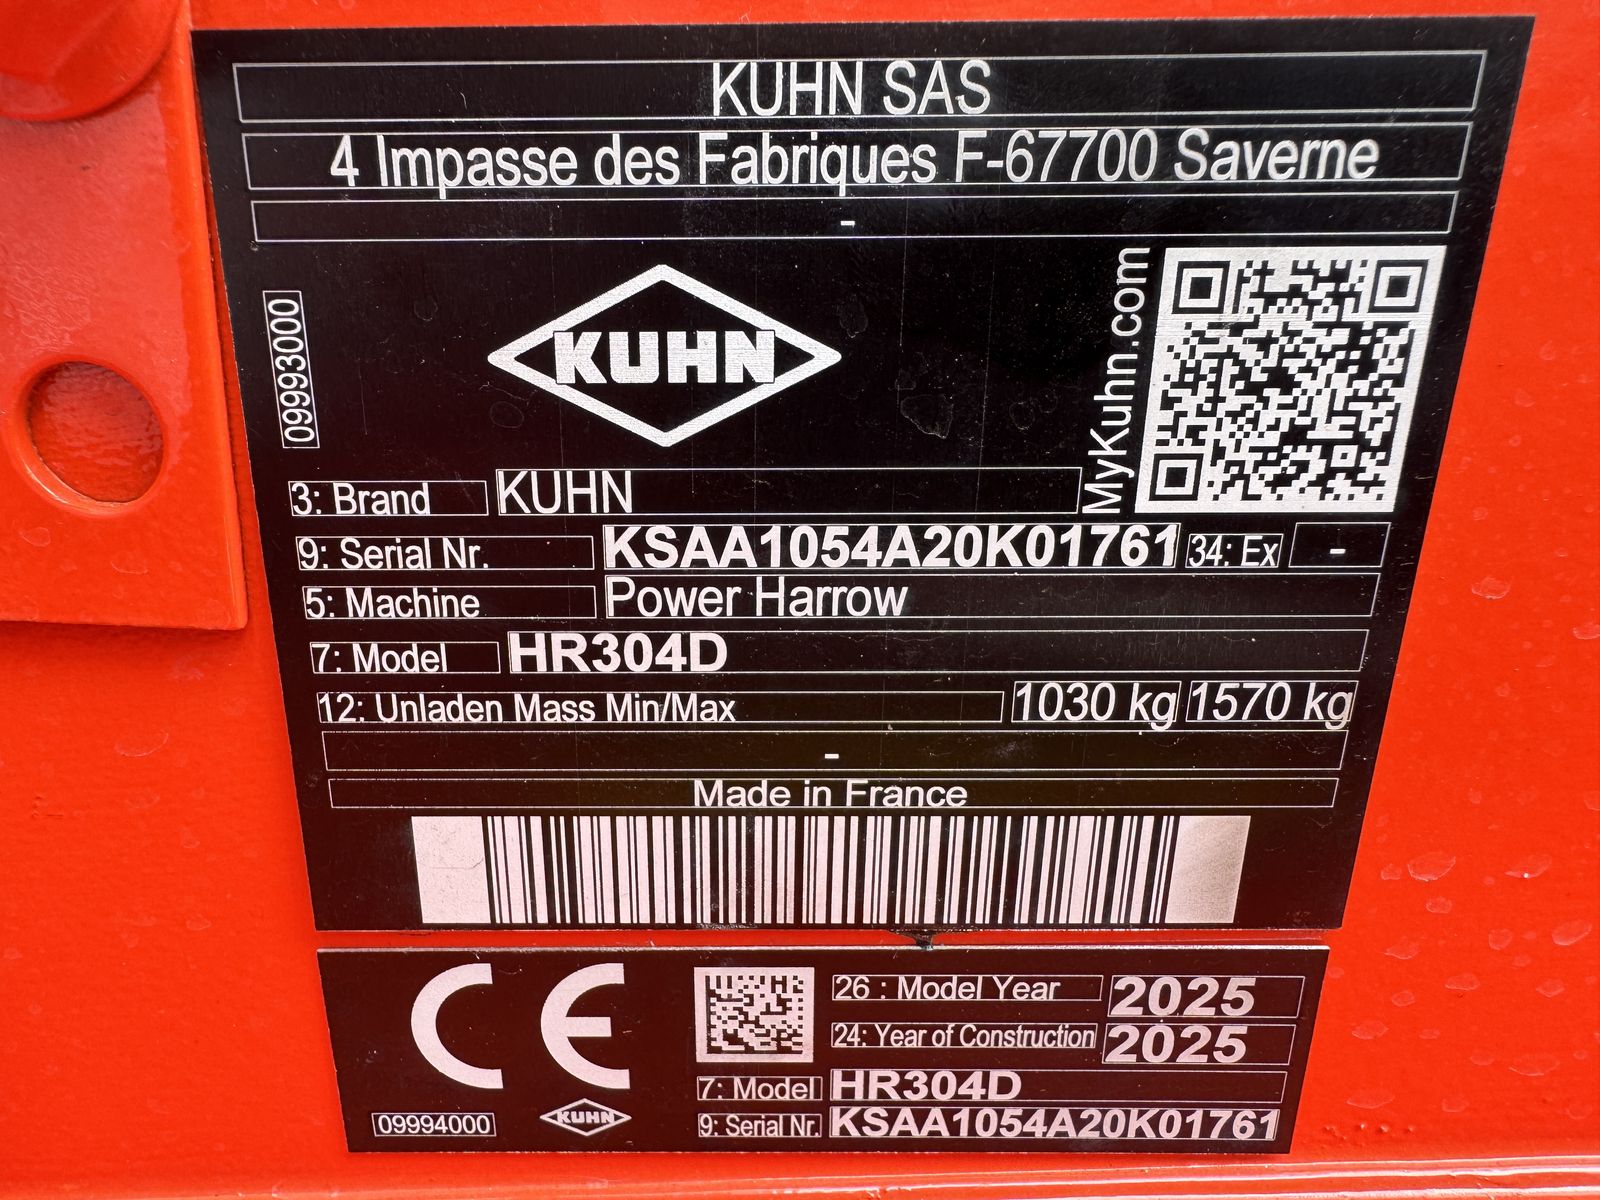 KUHN SAS
4 Impasse des Fabriques F-67700 Saverne
-
09993000
KUHN
MyKuhn.com
3: Brand KUHN
9: Serial Nr. KSAA1054A20K01761 34: Ex -
5: Machine Power Harrow
7: Model HR304D
12: Unladen Mass Min/Max 1030 kg 1570 kg
-
Made in France
CE
26 : Model Year 2025
24: Year of Construction 2025
7: Model HR304D
09994000 KUHN 9: Serial Nr. KSAA1054A20K01761